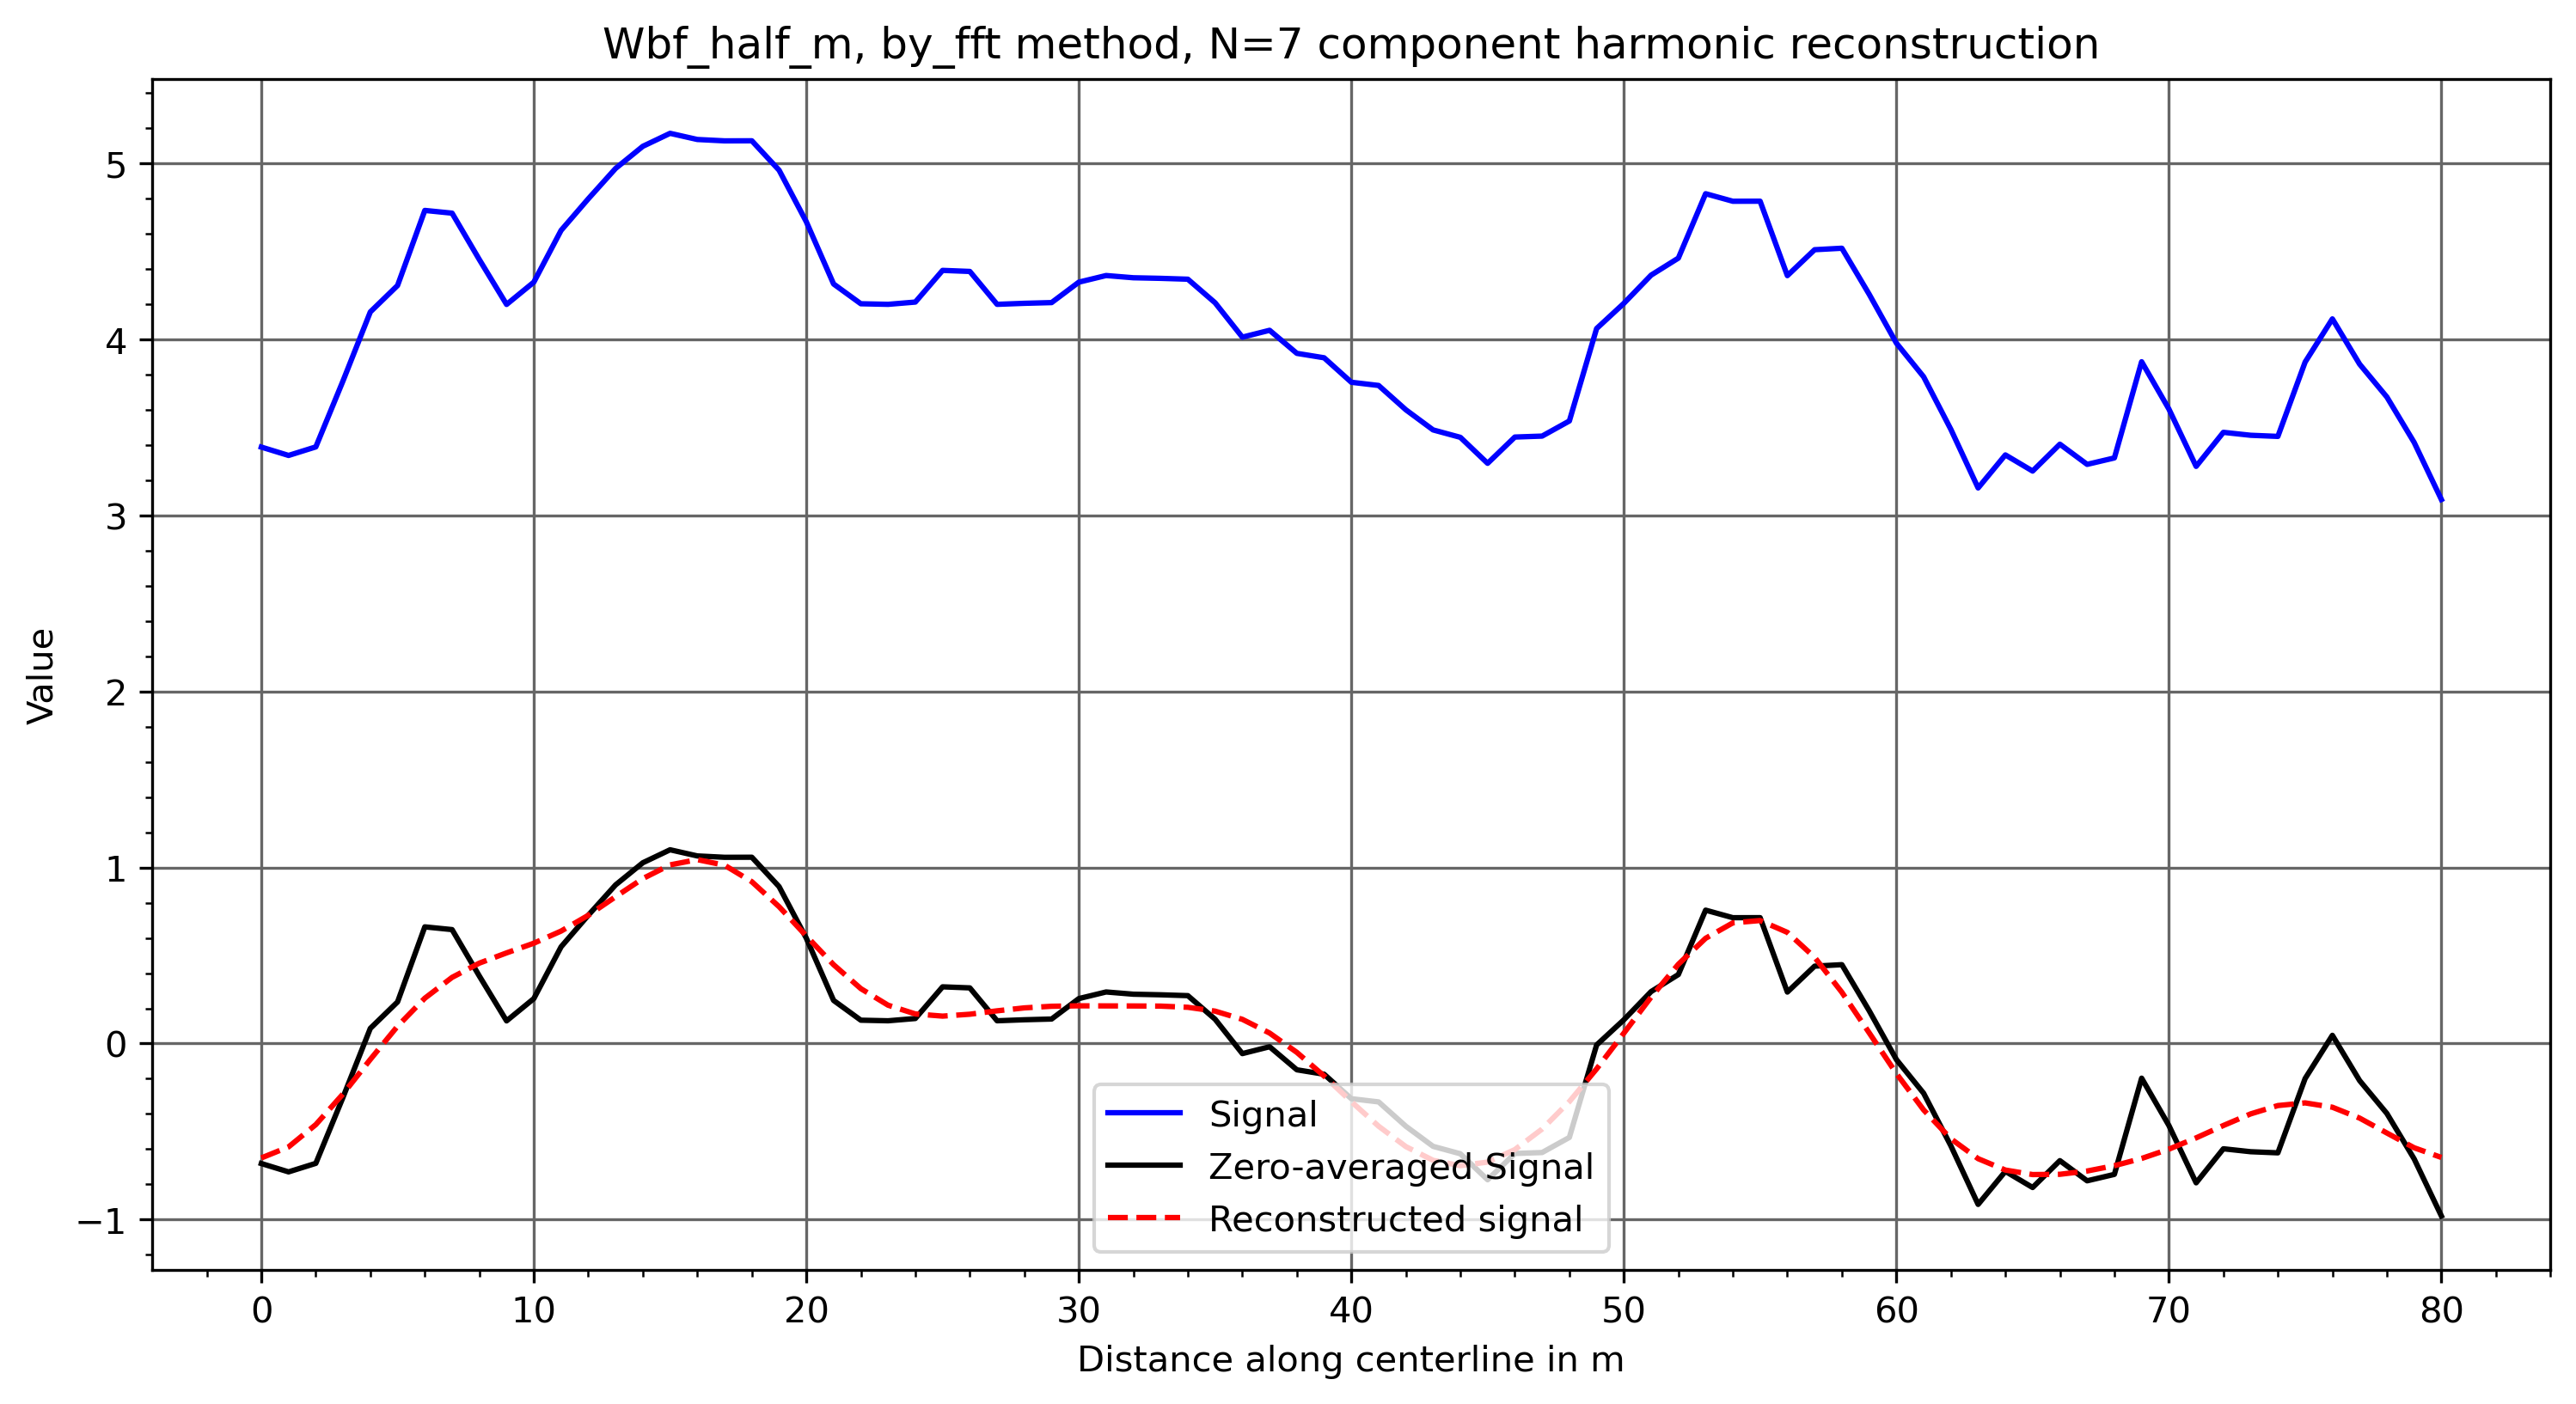 Wbf_half_m, by_fft method, N=7 component harmonic reconstruction
Value
5
4
3
2
1
0
−1
Signal
Zero-averaged Signal
Reconstructed signal
0 10 20 30 40 50 60 70 80
Distance along centerline in m